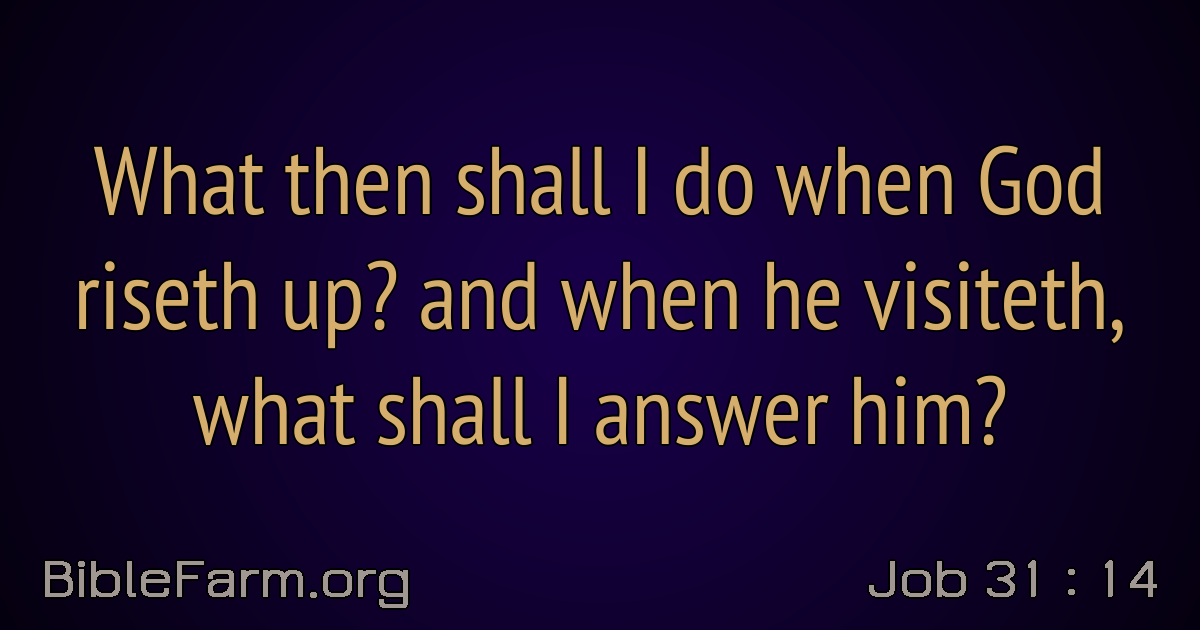 What then shall I do when God
riseth up? and when he visiteth,
what shall I answer him?
BibleFarm.org
Job 31 : 14